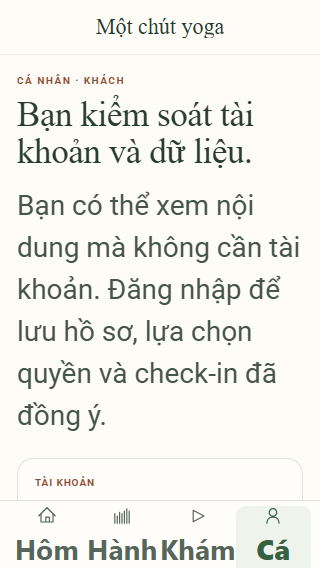 Một chút yoga
CÁ NHÂN · KHÁCH
Bạn kiểm soát tài
khoản và dữ liệu.
Bạn có thể xem nội
dung mà không cần tài
khoản. Đăng nhập để
lưu hồ sơ, lựa chọn
quyền và check-in đã
đồng ý.
TÀI KHOẢN
Hôm Hành Khám Cá